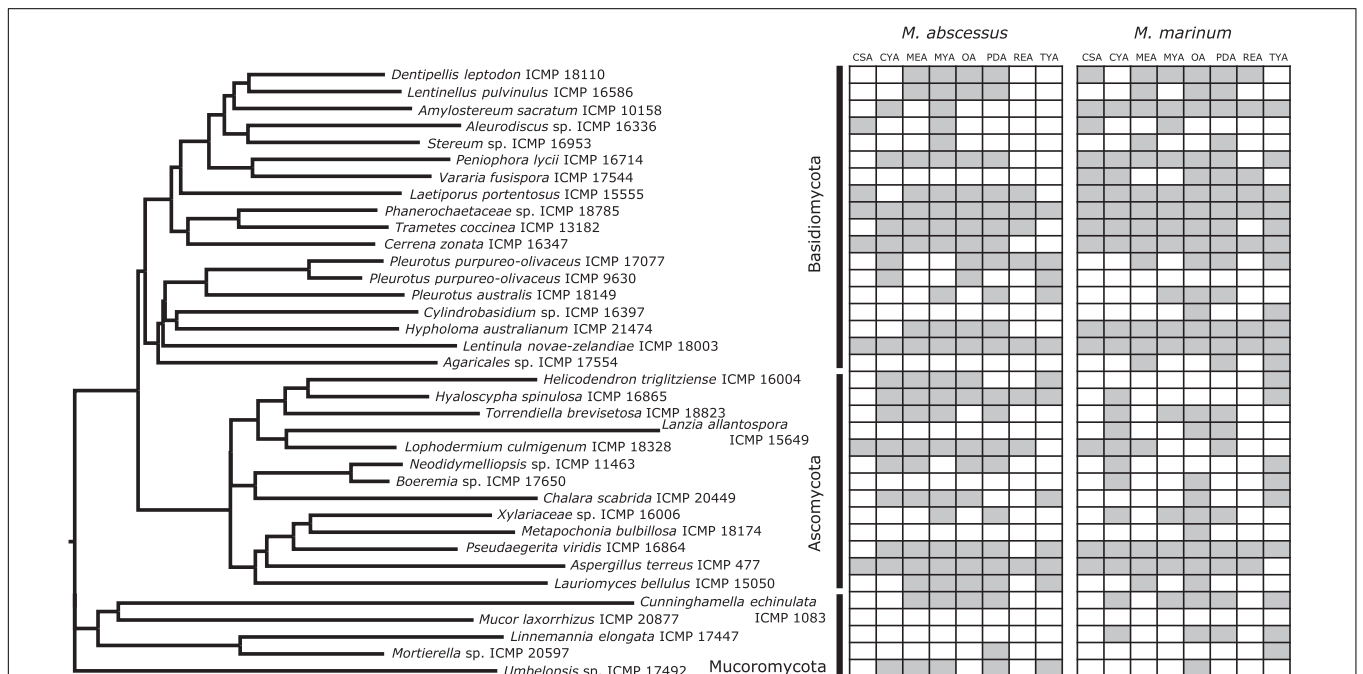 M. abscessus M. marinum
CSA CYA MEA MYA OA PDA REA TYA CSA CYA MEA MYA OA PDA REA TYA
Dentipellis leptodon ICMP 18110
Lentinellus pulvinulus ICMP 16586
Amylostereum sacratum ICMP 10158
Aleurodiscus sp. ICMP 16336
Stereum sp. ICMP 16953
Peniophora lycii ICMP 16714
Vararia fusispora ICMP 17544
Laetiporus portentosus ICMP 15555
Phanerochaetaceae sp. ICMP 18785
Trametes coccinea ICMP 13182
Cerrena zonata ICMP 16347
Pleurotus purpureo-olivaceus ICMP 17077
Pleurotus purpureo-olivaceus ICMP 9630
Pleurotus australis ICMP 18149
Cylindrobasidium sp. ICMP 16397
Hypholoma australianum ICMP 21474
Lentinula novae-zelandiae ICMP 18003
Agaricales sp. ICMP 17554
Basidiomycota
Helicodendron triglitziense ICMP 16004
Hyaloscypha spinulosa ICMP 16865
Torrendiella brevisetosa ICMP 18823
Lanzia allantospora
ICMP 15649
Lophodermium culmigenum ICMP 18328
Neodidymelliopsis sp. ICMP 11463
Boeremia sp. ICMP 17650
Chalara scabrida ICMP 20449
Xylariaceae sp. ICMP 16006
Metapochonia bulbillosa ICMP 18174
Pseudaegerita viridis ICMP 16864
Aspergillus terreus ICMP 477
Lauriomyces bellulus ICMP 15050
Ascomycota
Cunninghamella echinulata
ICMP 1083
Mucor laxorrhizus ICMP 20877
Linnemannia elongata ICMP 17447
Mortierella sp. ICMP 20597
Umbelopsis sp. ICMP 17492
Mucoromycota